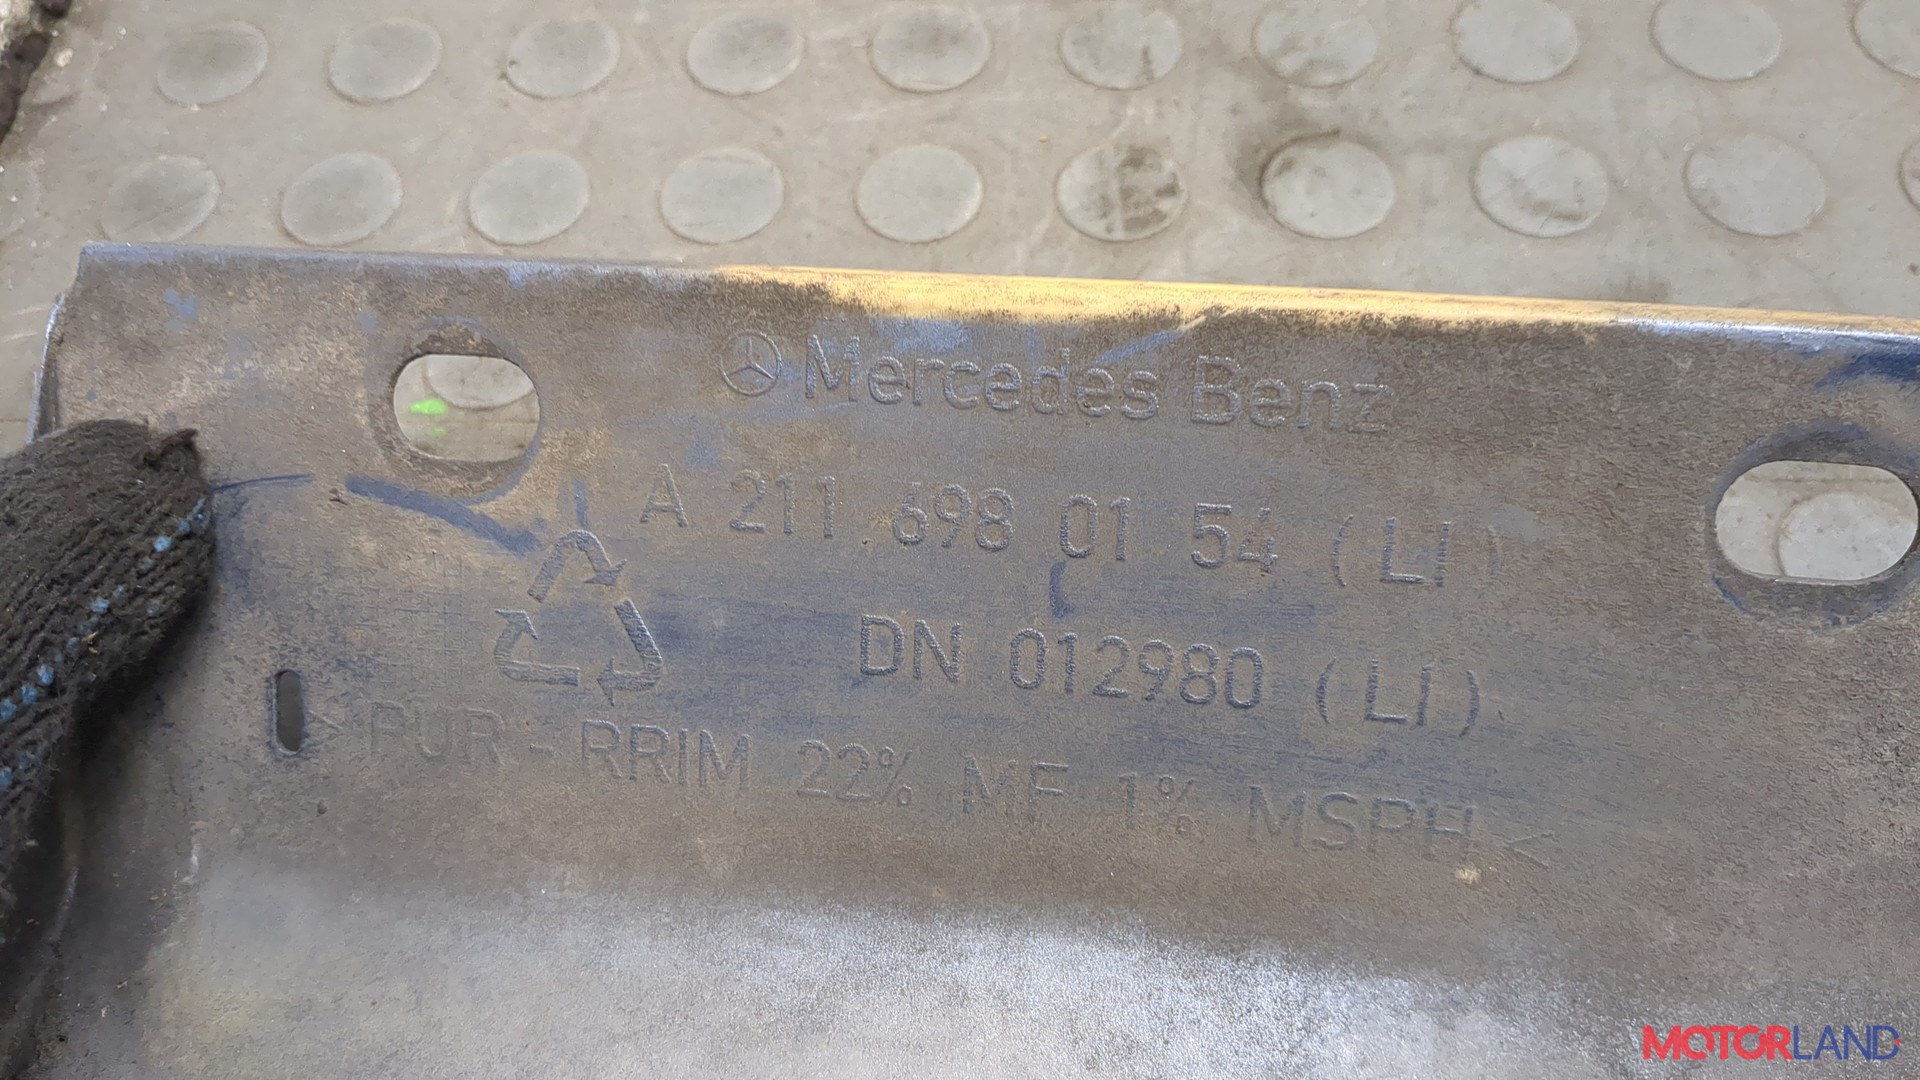 Mercedes Benz
A 211 698 01 54 (LI)
DN 012980 (LI)
> PUR - RRIM 22% MF 1% MSPH <
MOTORLAND